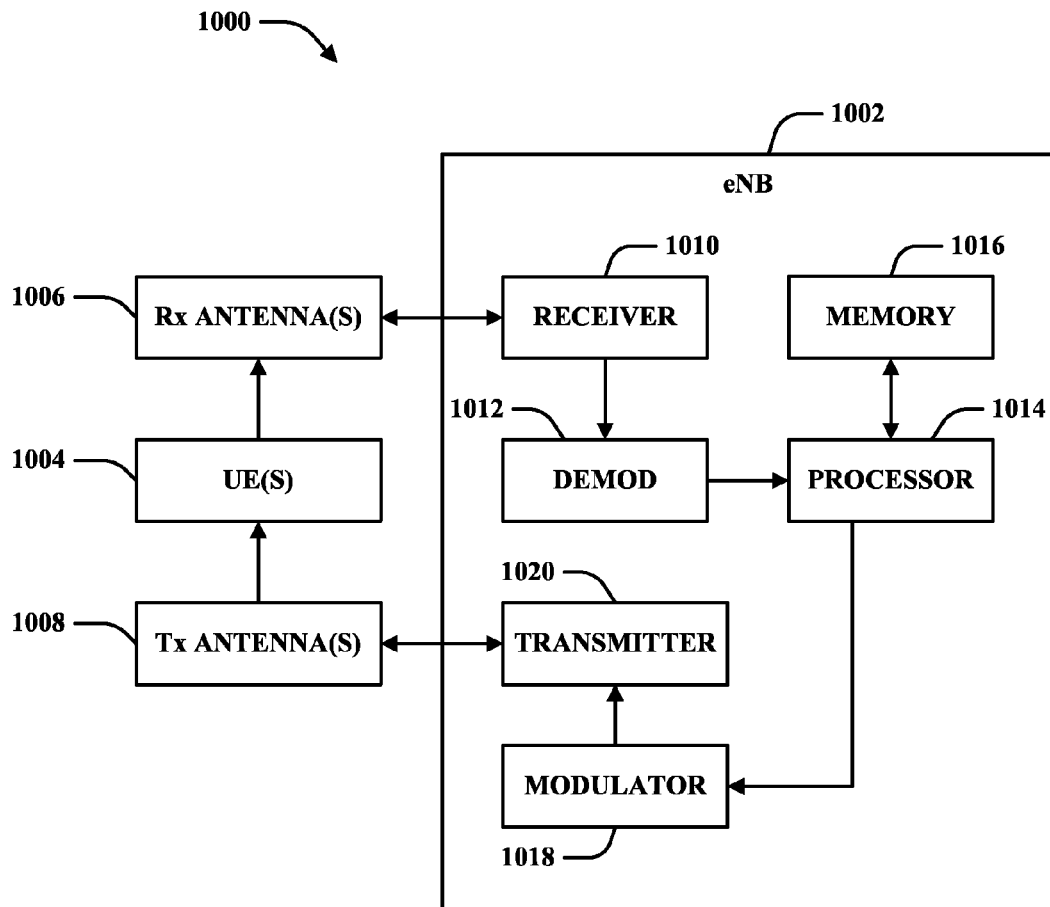 1000
1002
eNB
1010
1016
1006
Rx ANTENNA(S)
RECEIVER
MEMORY
1012
1014
1004
UE(S)
DEMOD
PROCESSOR
1020
1008
Tx ANTENNA(S)
TRANSMITTER
MODULATOR
1018